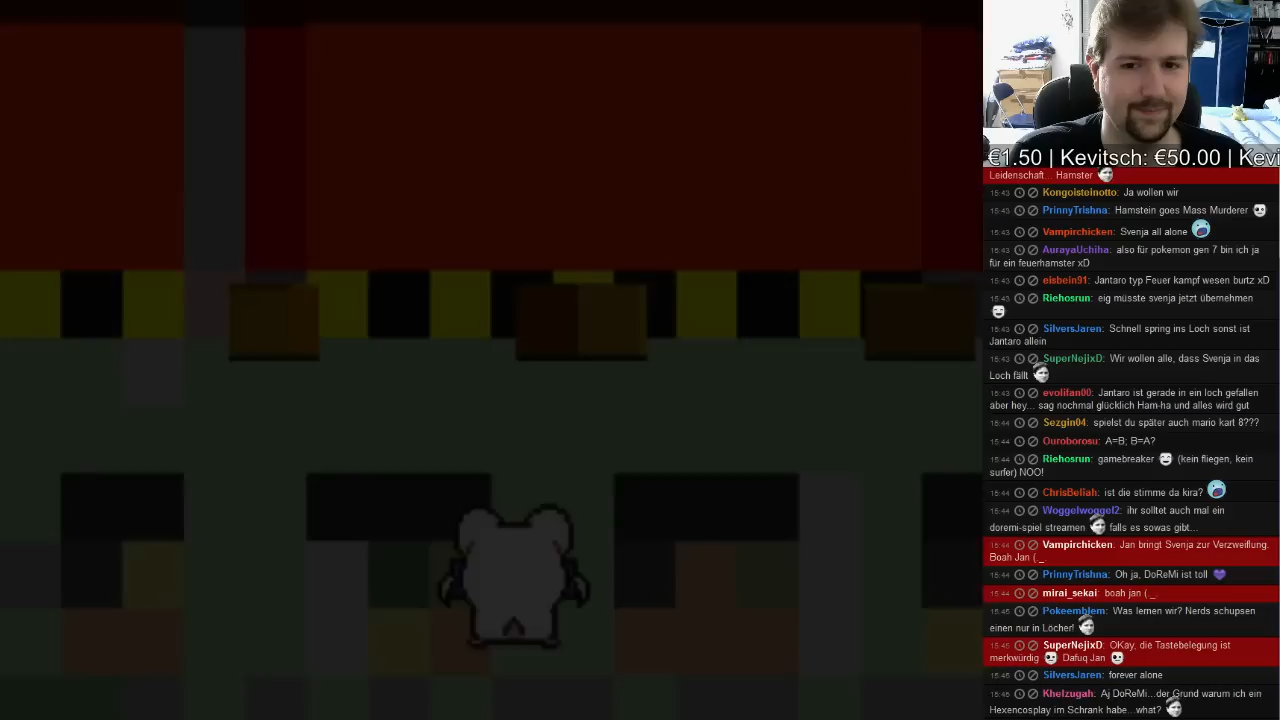 €1.50 | Kevitsch: €50.00 | Kevi
Leidenschaft... Hamster
15:43 Kongoisteinotto: Ja wollen wir
15:43 PrinnyTrishna: Hamstein goes Mass Murderer
15:43 Vampirchicken: Svenja all alone
15:43 AurayaUchiha: also für pokemon gen 7 bin ich ja
für ein feuerhamster xD
15:43 eisbein91: Jantaro typ Feuer kampf wesen burtz xD
15:43 Riehosrun: eig müsste svenja jetzt übernehmen
15:43 SilversJaren: Schnell spring ins Loch sonst ist
Jantaro allein
15:43 SuperNejixD: Wir wollen alle, dass Svenja in das
Loch fällt
15:43 evolifan00: Jantaro ist gerade in ein loch gefallen
aber hey... sag nochmal glücklich Ham-ha und alles wird gut
15:44 Sezgin04: spielst du später auch mario kart 8???
15:44 Ouroborosu: A=B; B=A?
15:44 Riehosrun: gamebreaker (kein fliegen, kein
surfer) NOO!
15:44 ChrisBeliah: ist die stimme da kira?
15:44 Woggelwoggel2: ihr solltet auch mal ein
doremi-spiel streamen falls es sowas gibt...
15:44 Vampirchicken: Jan bringt Svenja zur Verzweiflung.
Boah Jan (._.
15:44 PrinnyTrishna: Oh ja, DoReMi ist toll
15:44 mirai_sekai: boah jan (._.
15:45 Pokeemblem: Was lernen wir? Nerds schupsen
einen nur in Löcher!
15:45 SuperNejixD: OKay, die Tastebelegung ist
merkwürdig Dafuq Jan
15:45 SilversJaren: forever alone
15:45 Khelzugah: Aj DoReMi...der Grund warum ich ein
Hexencosplay im Schrank habe...what?